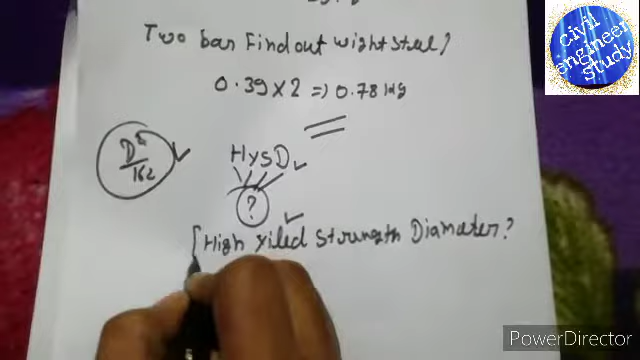 Two bar Find out wight steel?
0.39 × 2 => 0.78 kg
D²/162
HYSD
?
[High Yiled Strength Diameter?
civil
engineer
study
PowerDirector